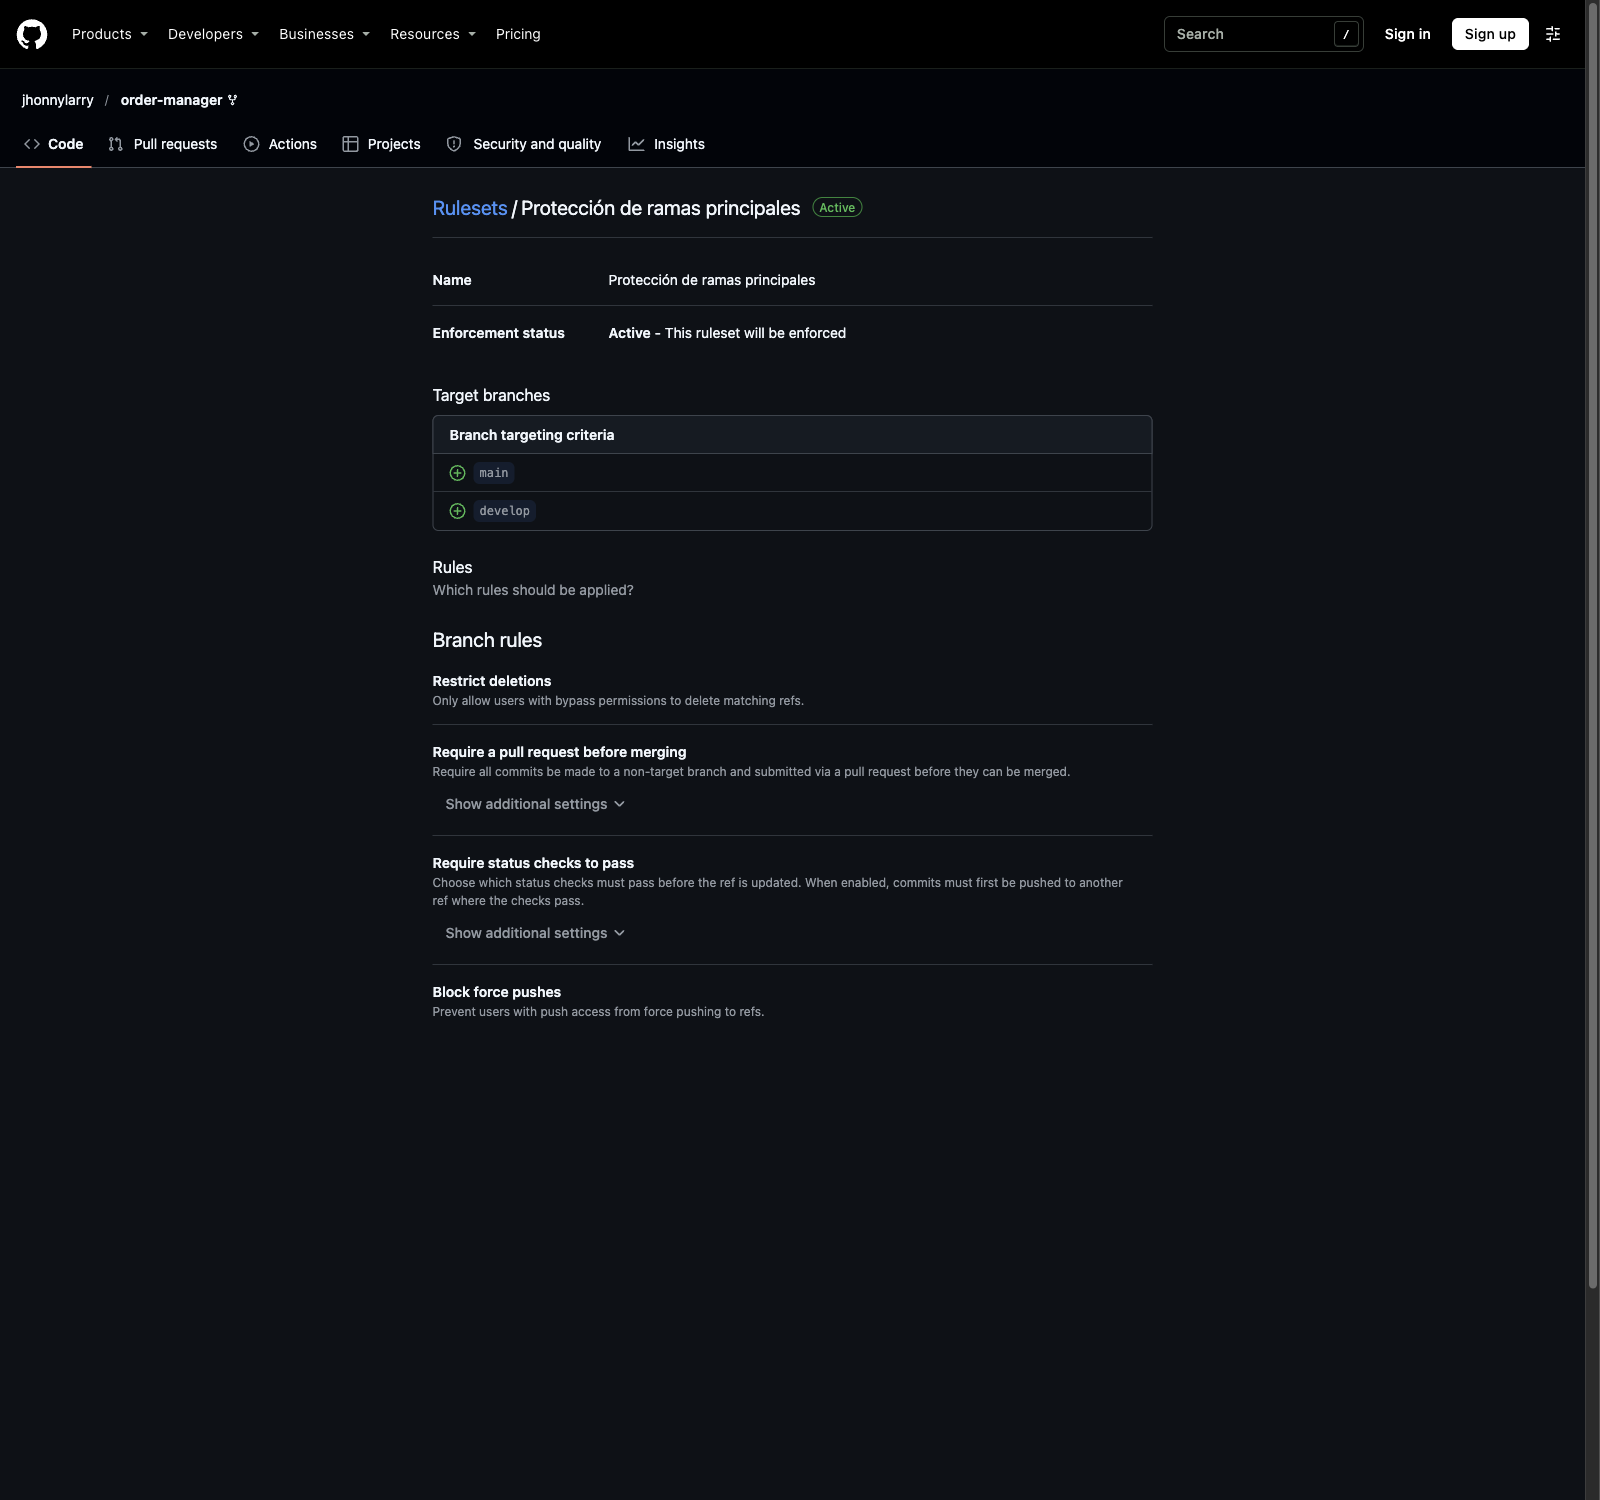 Products Developers Businesses Resources Pricing Search / Sign in Sign up
jhonnylarry / order-manager
Code Pull requests Actions Projects Security and quality Insights
Rulesets / Protección de ramas principales Active
Name Protección de ramas principales
Enforcement status Active - This ruleset will be enforced
Target branches
Branch targeting criteria
main
develop
Rules
Which rules should be applied?
Branch rules
Restrict deletions
Only allow users with bypass permissions to delete matching refs.
Require a pull request before merging
Require all commits be made to a non-target branch and submitted via a pull request before they can be merged.
Show additional settings
Require status checks to pass
Choose which status checks must pass before the ref is updated. When enabled, commits must first be pushed to another
ref where the checks pass.
Show additional settings
Block force pushes
Prevent users with push access from force pushing to refs.